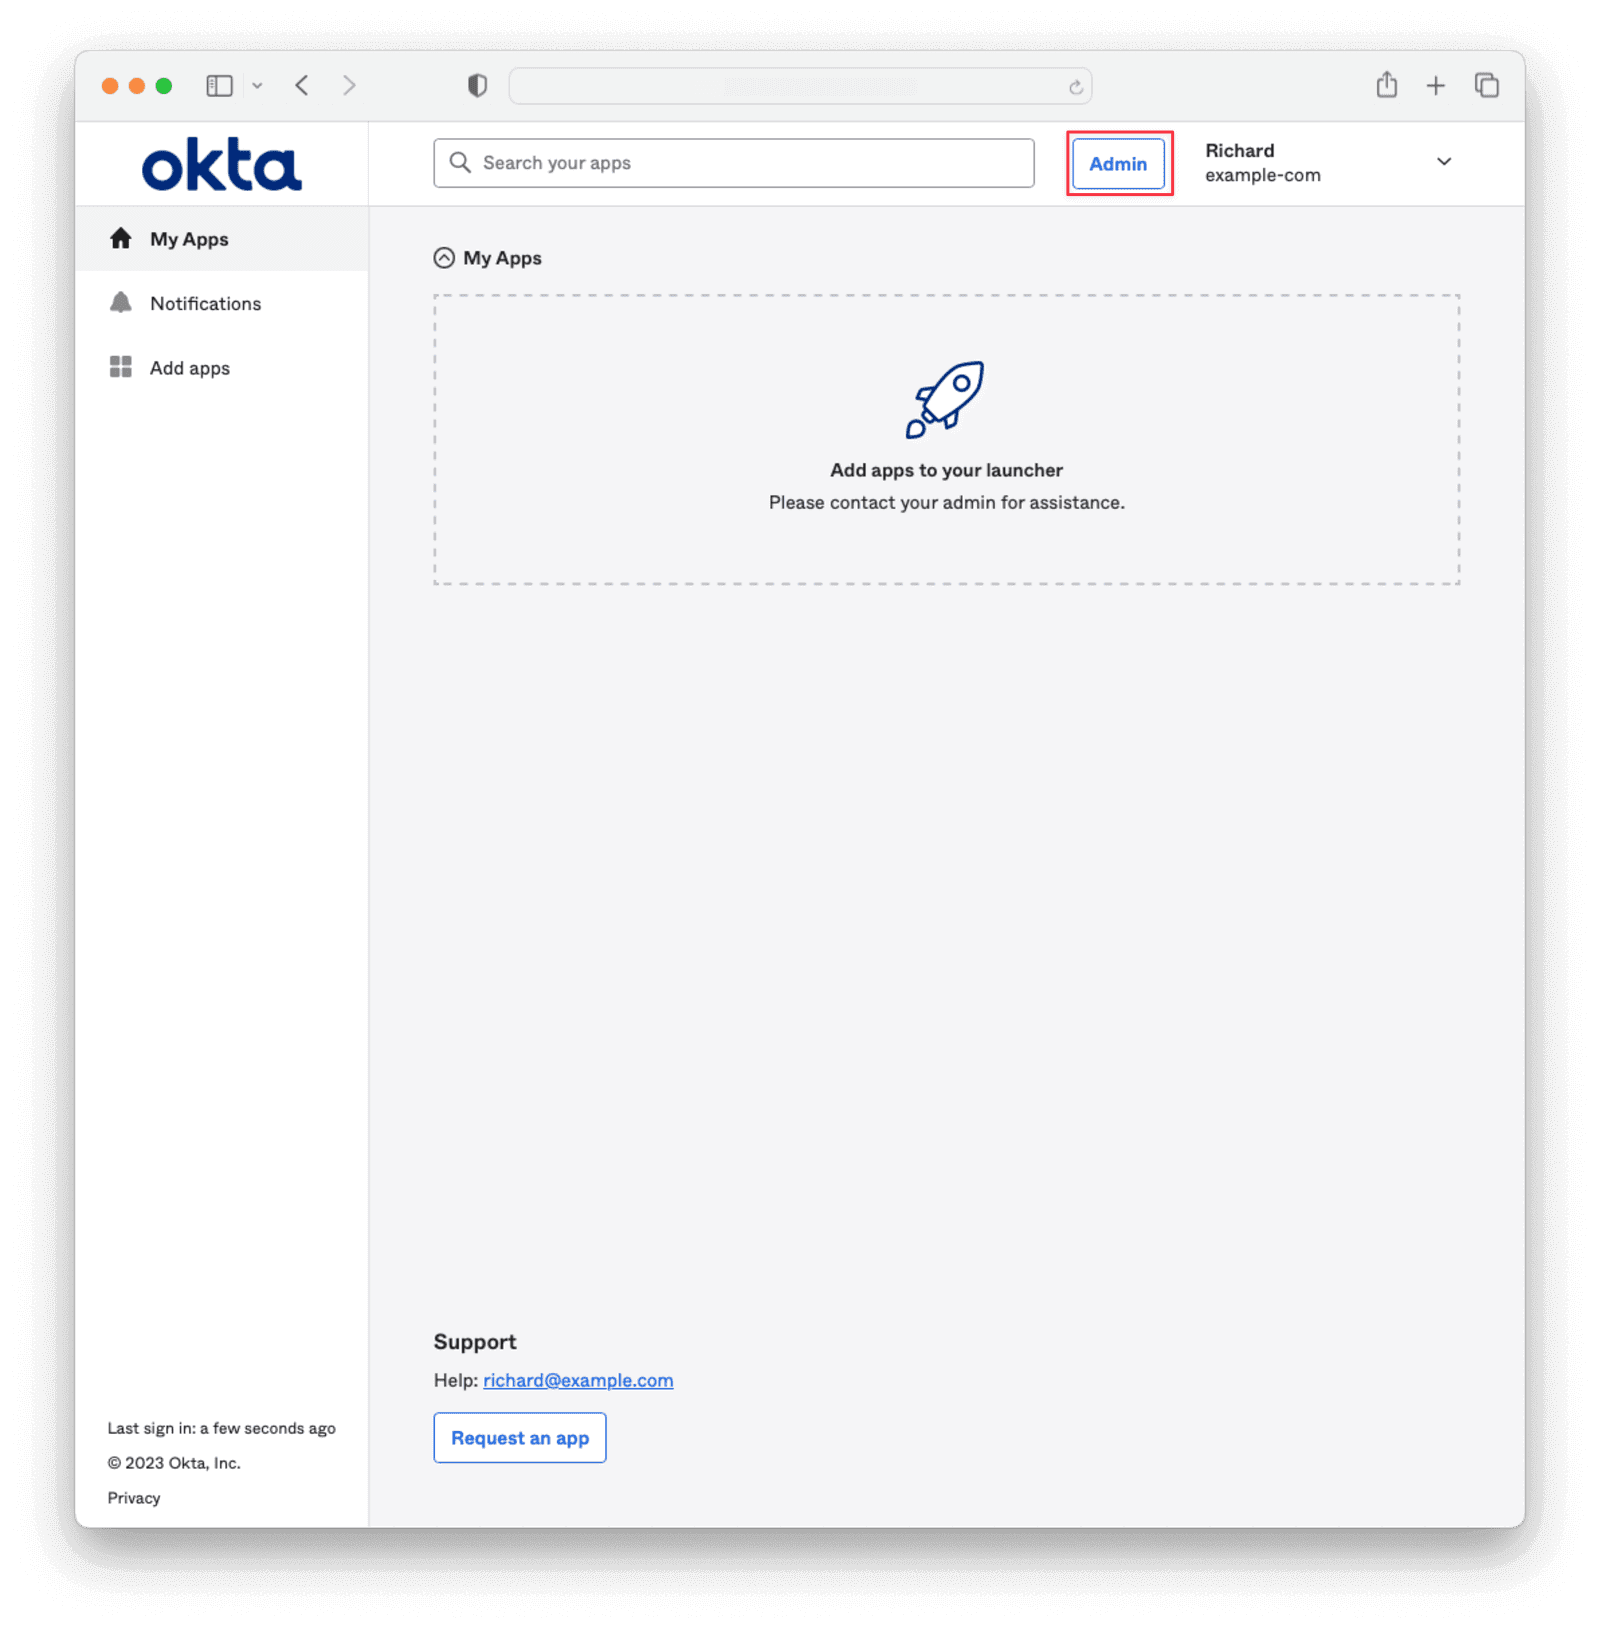 okta
Search your apps
Admin
Richard
example-com
My Apps
Notifications
Add apps
My Apps
Add apps to your launcher
Please contact your admin for assistance.
Support
Help: richard@example.com
Request an app
Last sign in: a few seconds ago
© 2023 Okta, Inc.
Privacy